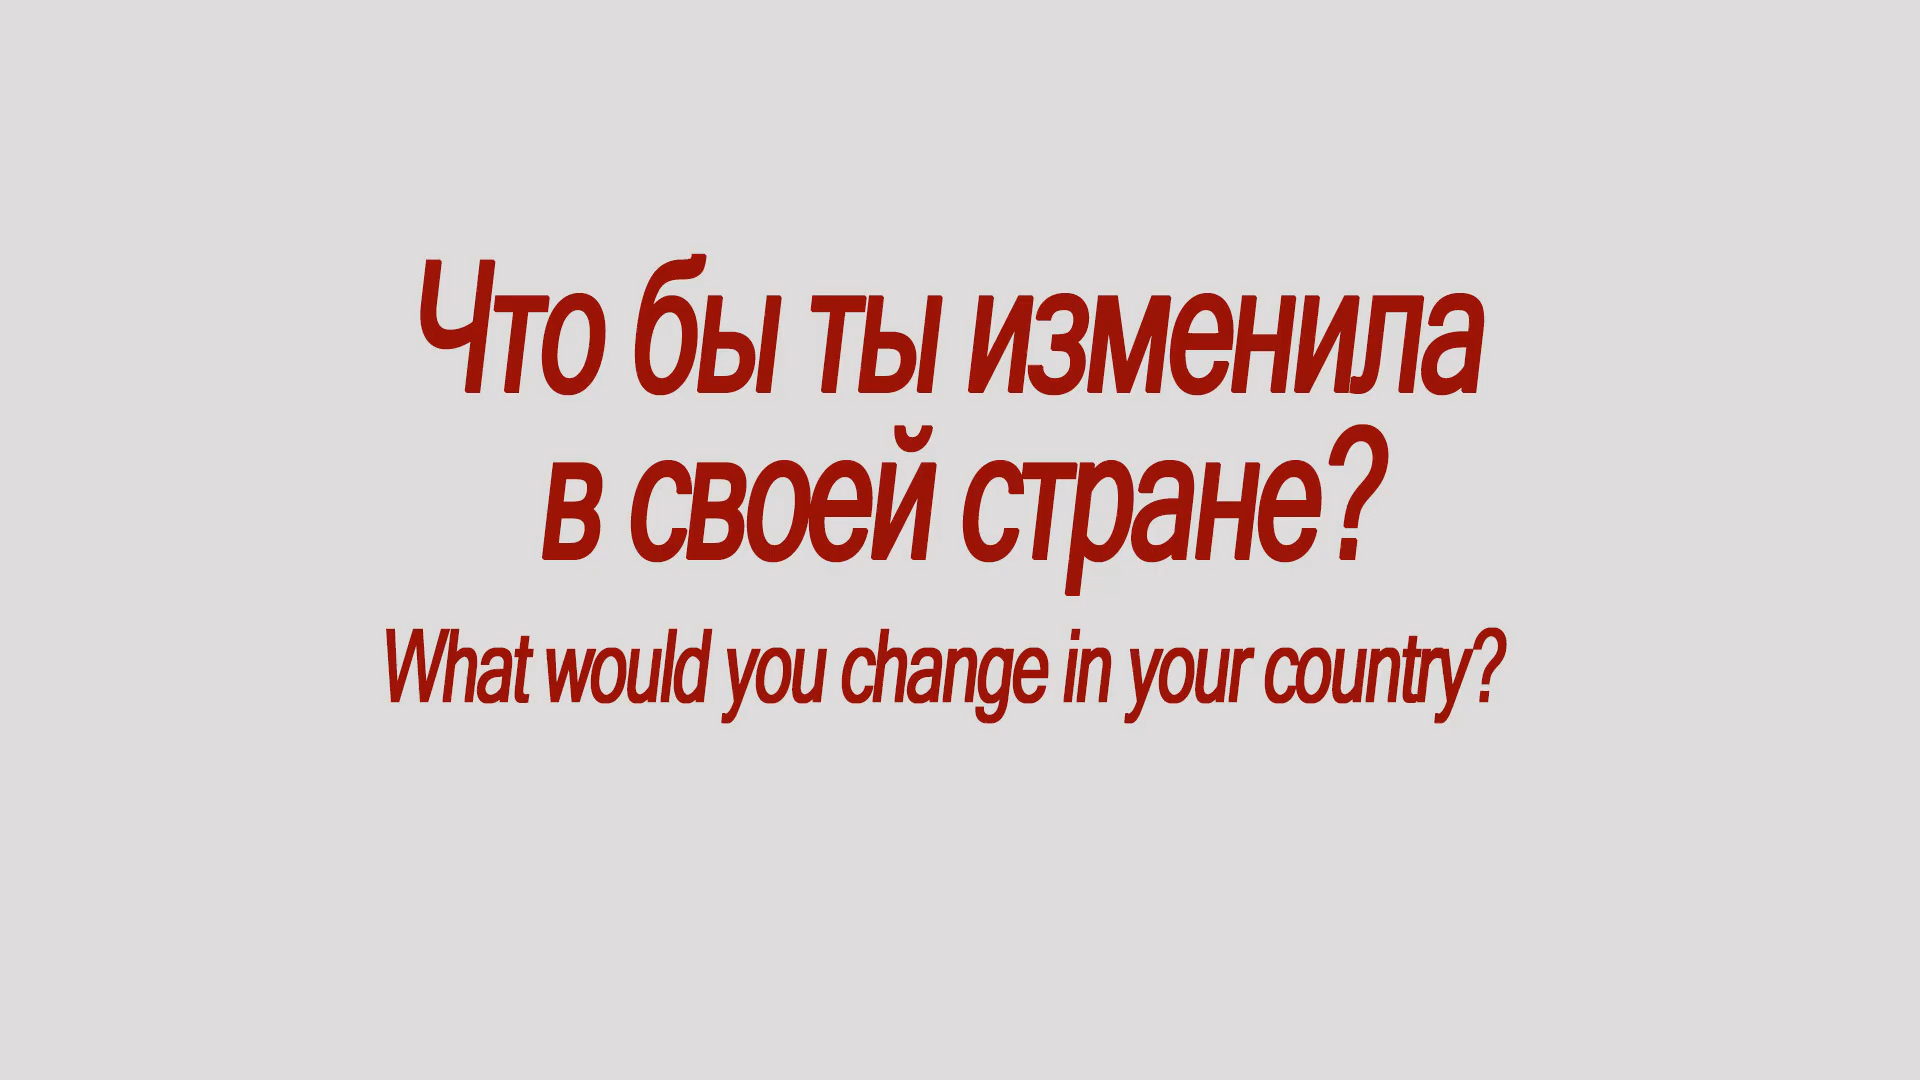 Что бы ты изменила
в своей стране?
What would you change in your country?